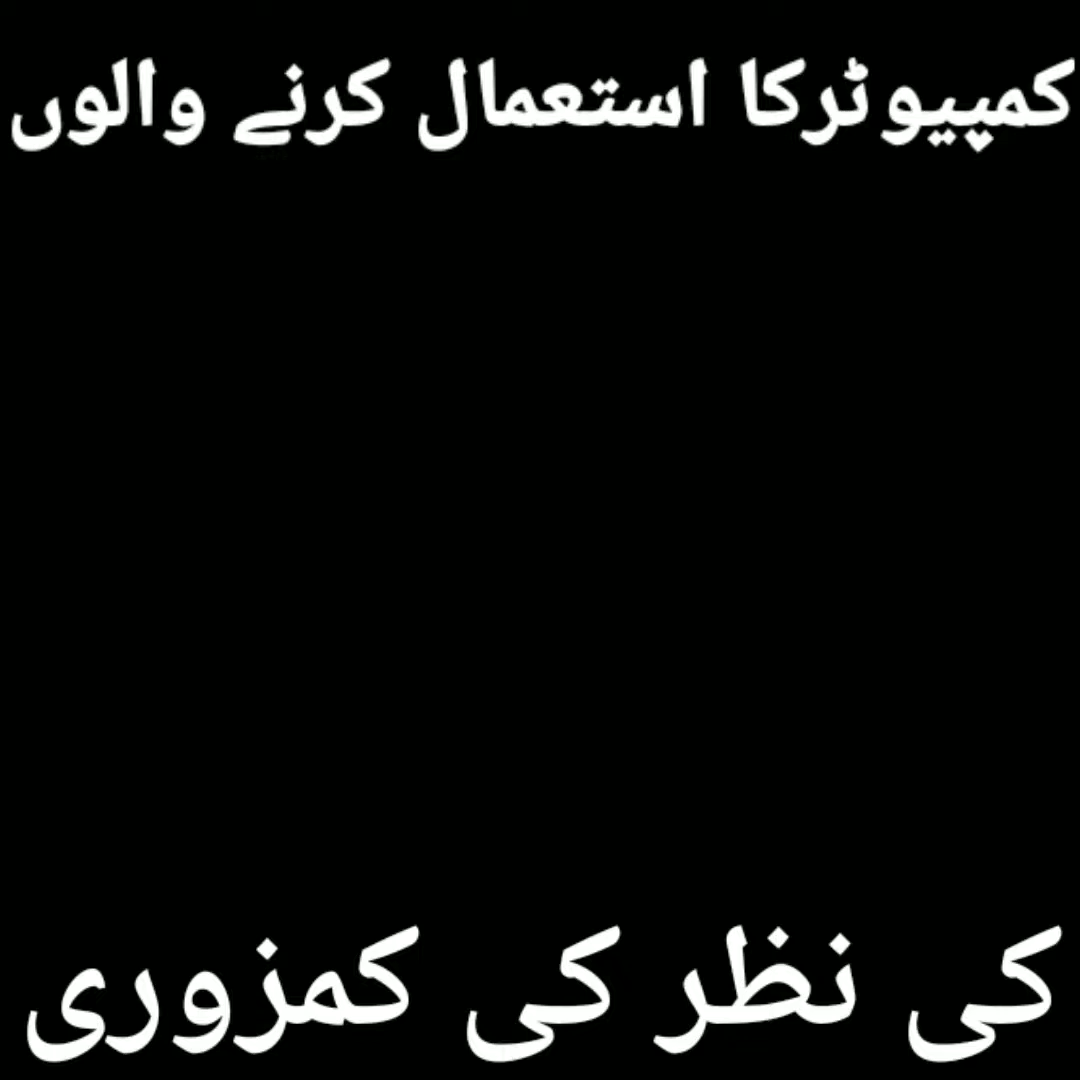 کمپیوٹرکا استعمال کرنے والوں
کی نظر کی کمزوری